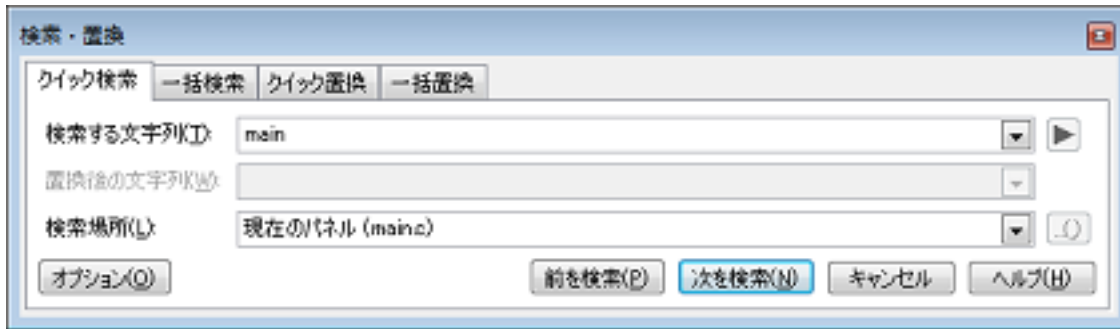 検索・置換
クイック検索 一括検索 クイック置換 一括置換
検索する文字列(T): main
置換後の文字列(W):
検索場所(L): 現在のパネル (main.c) ...()
オプション(O) 前を検索(P) 次を検索(N) キャンセル ヘルプ(H)